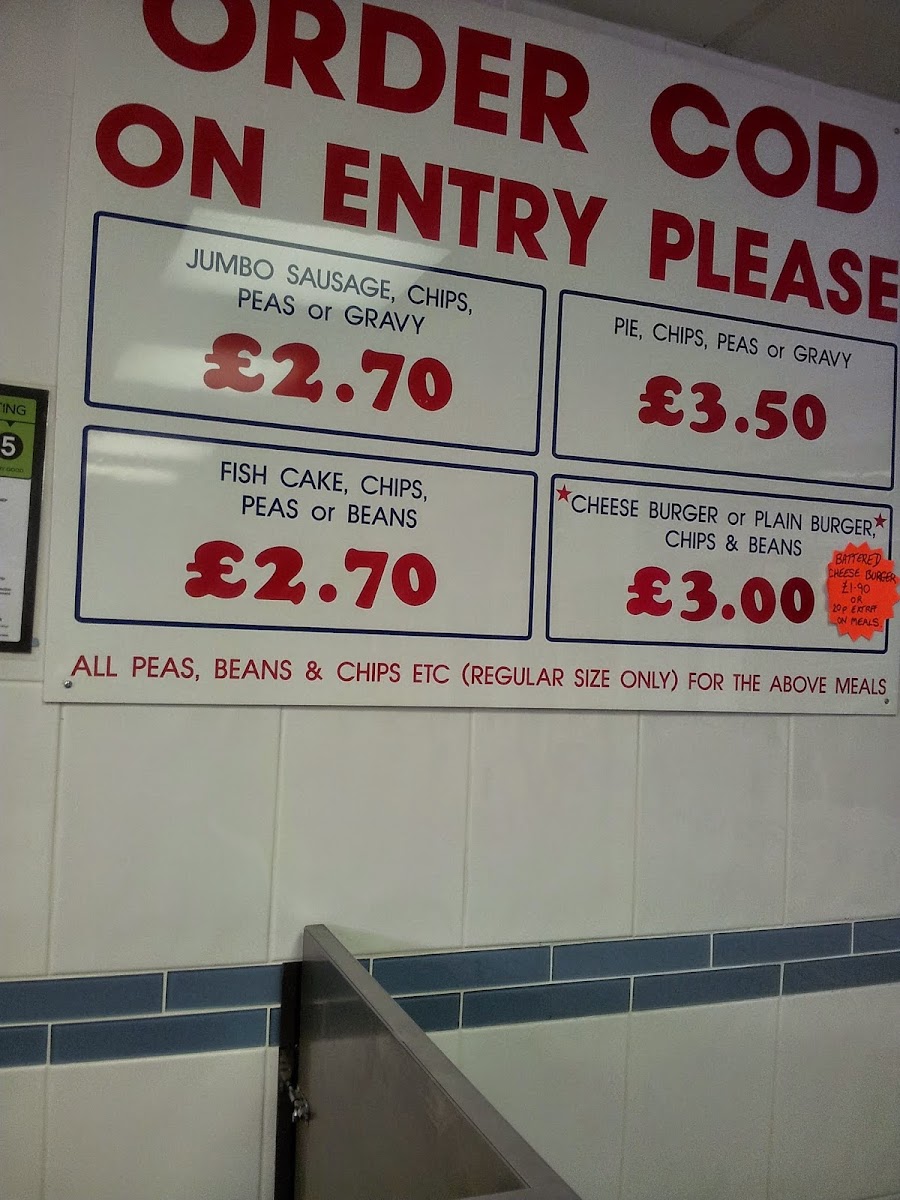 ORDER COD
ON ENTRY PLEASE
JUMBO SAUSAGE, CHIPS,
PEAS or GRAVY
£2.70
PIE, CHIPS, PEAS or GRAVY
£3.50
FISH CAKE, CHIPS,
PEAS or BEANS
£2.70
CHEESE BURGER or PLAIN BURGER,
CHIPS & BEANS
£3.00
BATTERED
CHEESE BURGER
£1.90
OR
20p EXTRA
ON MEALS
ALL PEAS, BEANS & CHIPS ETC (REGULAR SIZE ONLY) FOR THE ABOVE MEALS
TING
5
GOOD